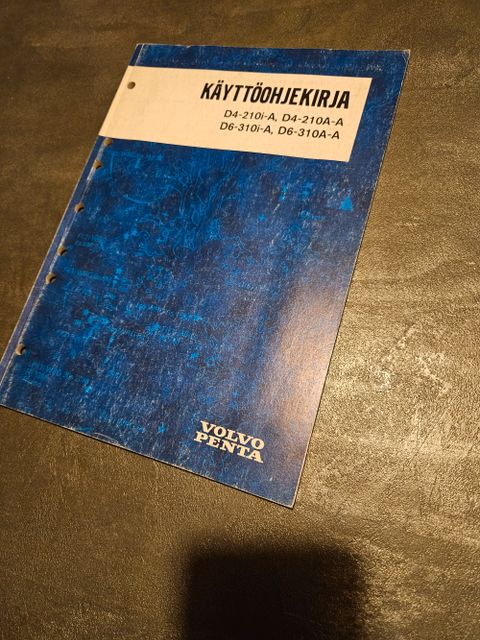 KÄYTTÖOHJEKIRJA
D4-210i-A, D4-210A-A
D6-310i-A, D6-310A-A
VOLVO
PENTA